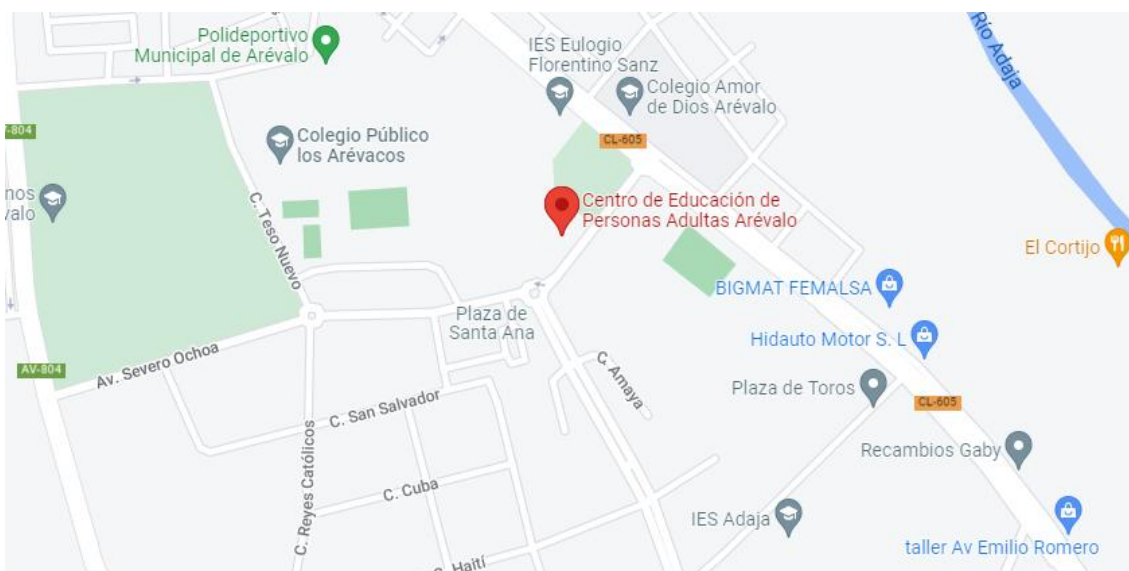 Polideportivo
Municipal de Arévalo
IES Eulogio
Florentino Sanz
Colegio Amor
de Dios Arévalo
Río Adaja
-804
CL-605
Colegio Público
los Arévacos
nos
valo
C. Teso Nuevo
Centro de Educación de
Personas Adultas Arévalo
El Cortijo
BIGMAT FEMALSA
Plaza de
Santa Ana
Hidauto Motor S. L
AV-804
Av. Severo Ochoa
C. Amaya
Plaza de Toros
CL-605
C. San Salvador
C. Reyes Católicos
Recambios Gaby
C. Cuba
IES Adaja
taller Av Emilio Romero
C. Haití